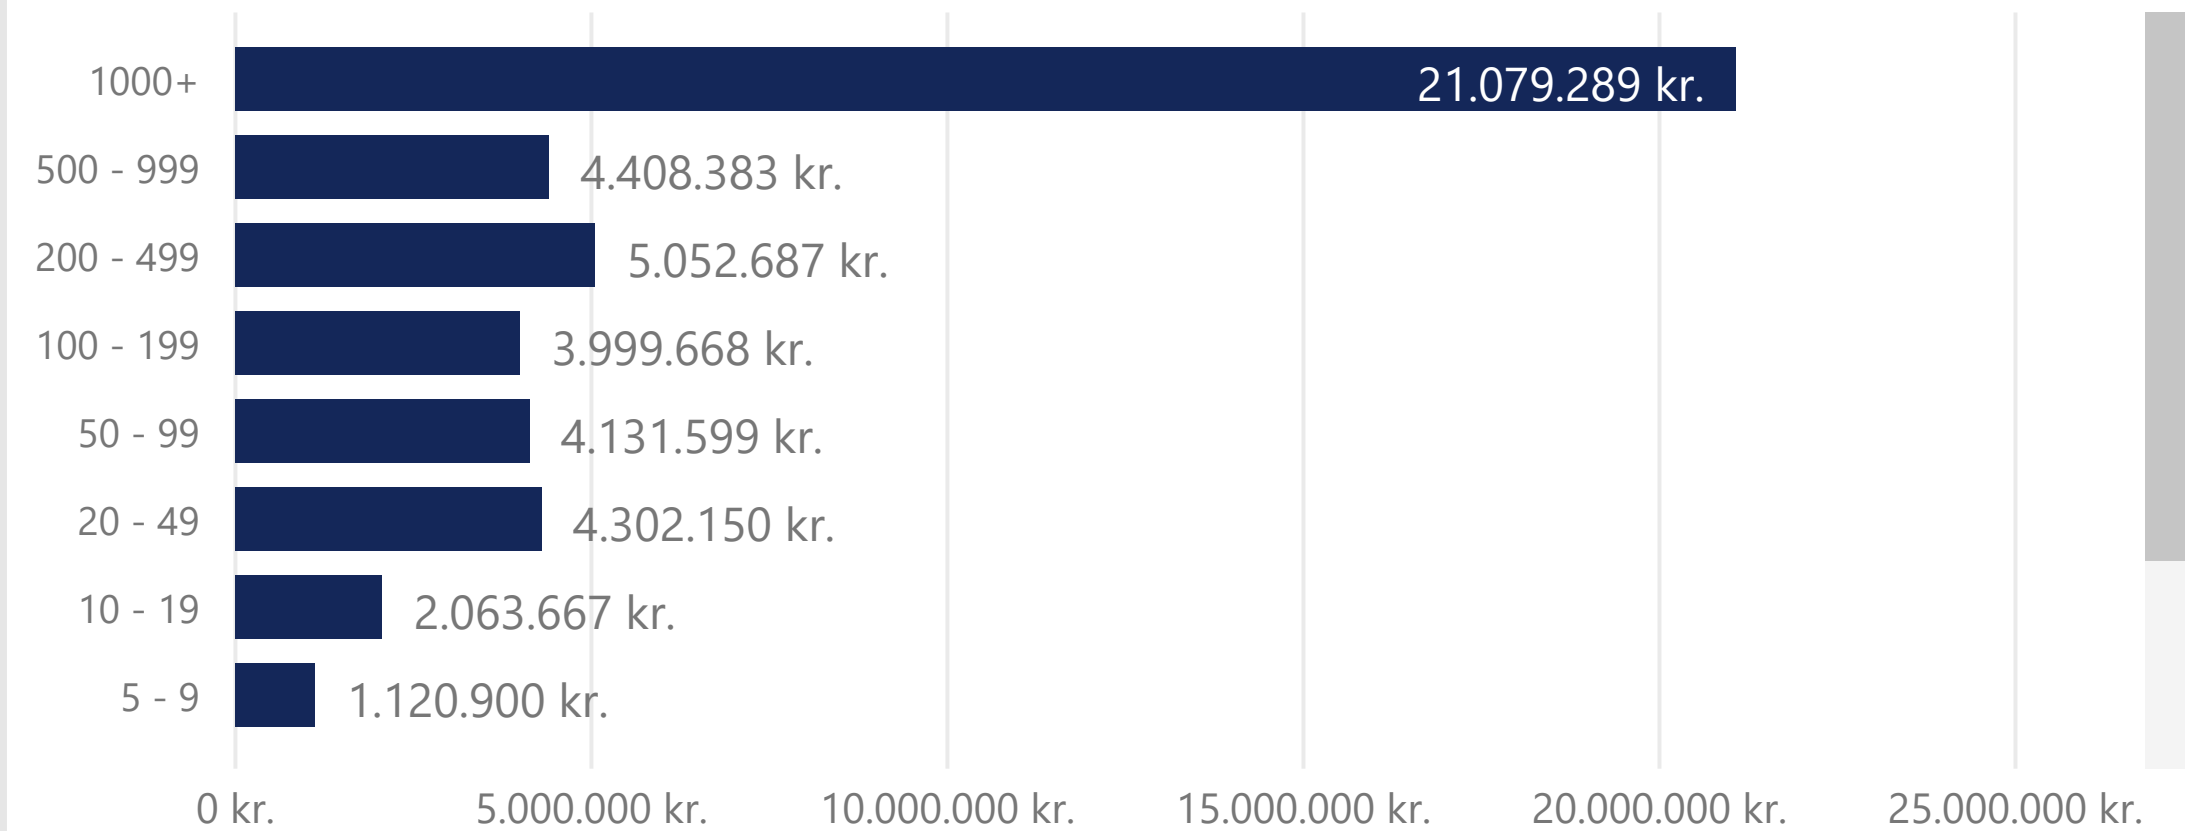 1000+ 21.079.289 kr.
500 - 999 4.408.383 kr.
200 - 499 5.052.687 kr.
100 - 199 3.999.668 kr.
50 - 99 4.131.599 kr.
20 - 49 4.302.150 kr.
10 - 19 2.063.667 kr.
5 - 9 1.120.900 kr.
0 kr. 5.000.000 kr. 10.000.000 kr. 15.000.000 kr. 20.000.000 kr. 25.000.000 kr.